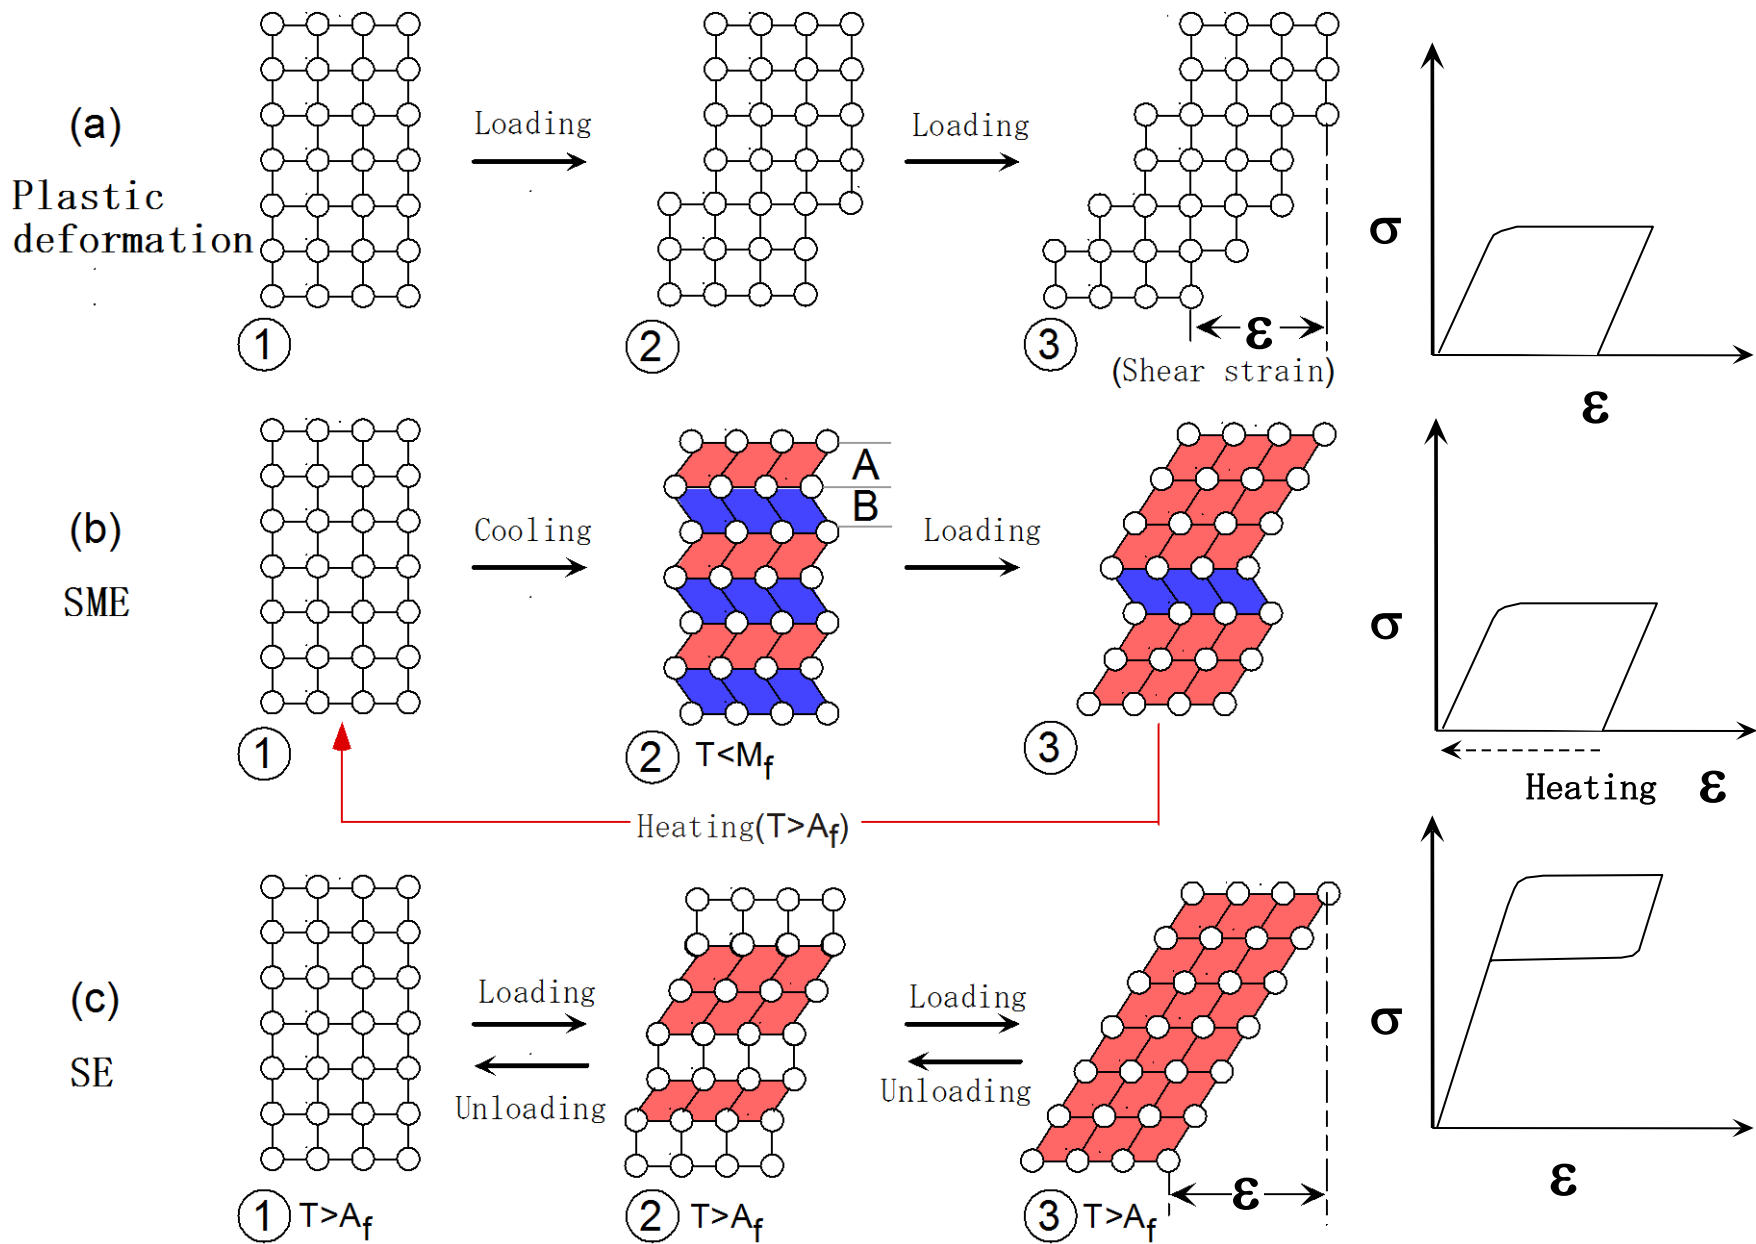 (a)
Plastic
deformation
Loading
Loading
1
2
3
ε
(Shear strain)
σ
ε
(b)
SME
Cooling
A
B
Loading
1
2 T<Mf
3
Heating(T>Af)
σ
Heating ε
(c)
SE
Loading
Unloading
Loading
Unloading
1 T>Af
2 T>Af
3 T>Af
ε
σ
ε